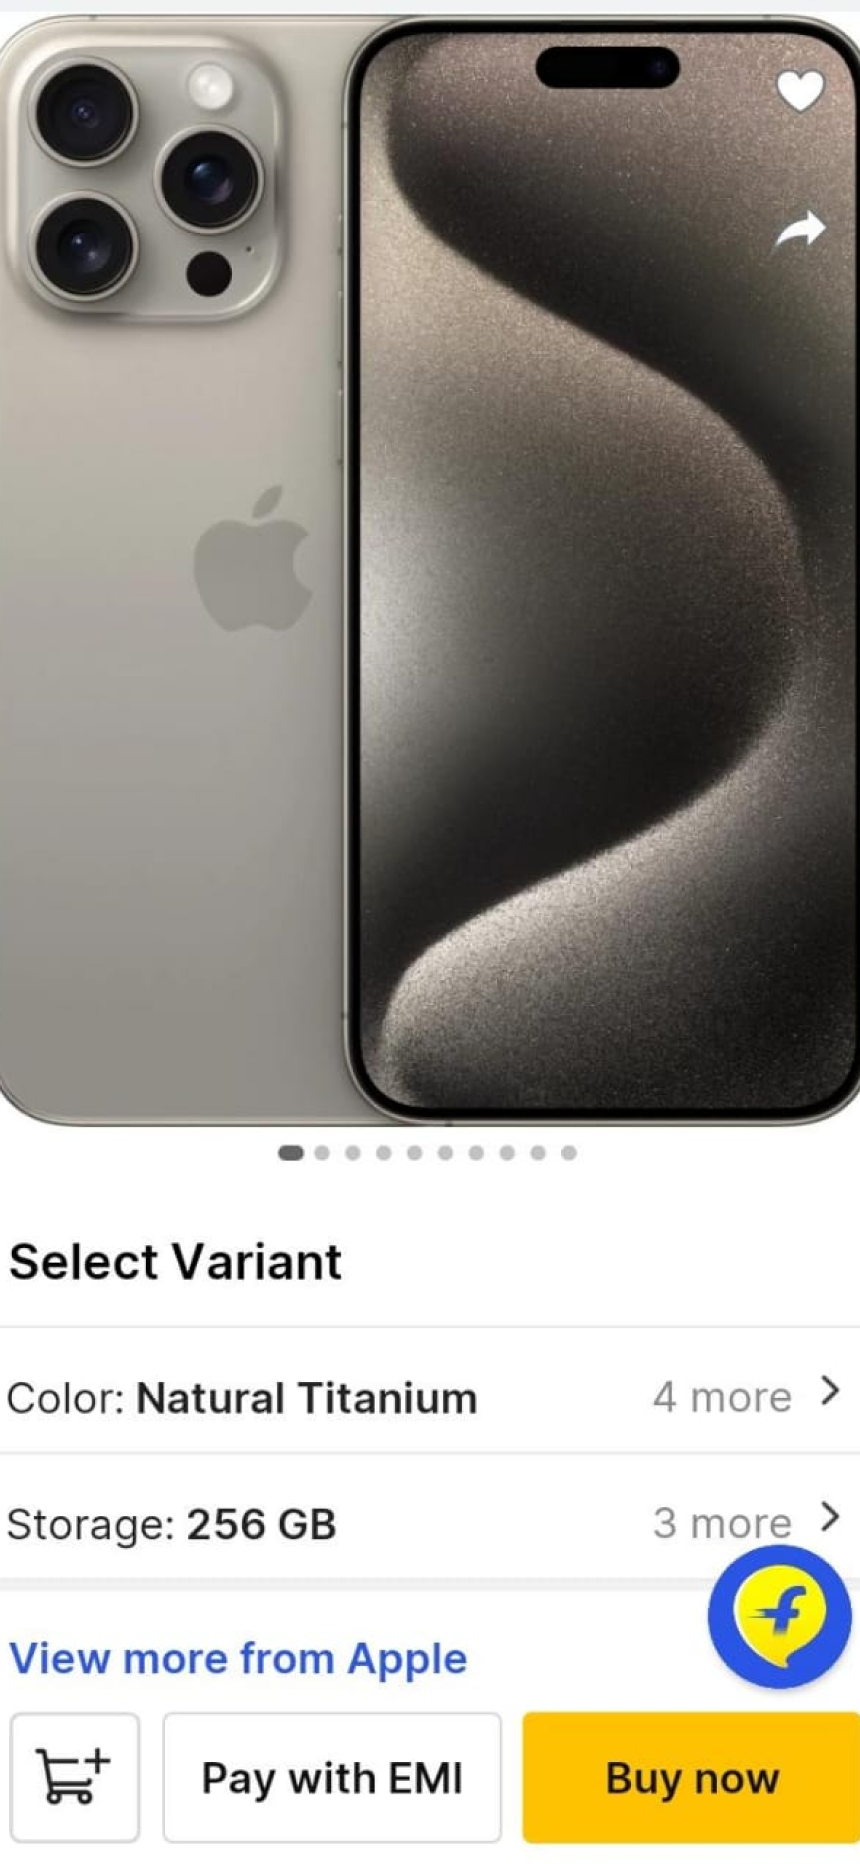 Select Variant
Color: Natural Titanium 4 more
Storage: 256 GB 3 more
View more from Apple
Pay with EMI Buy now